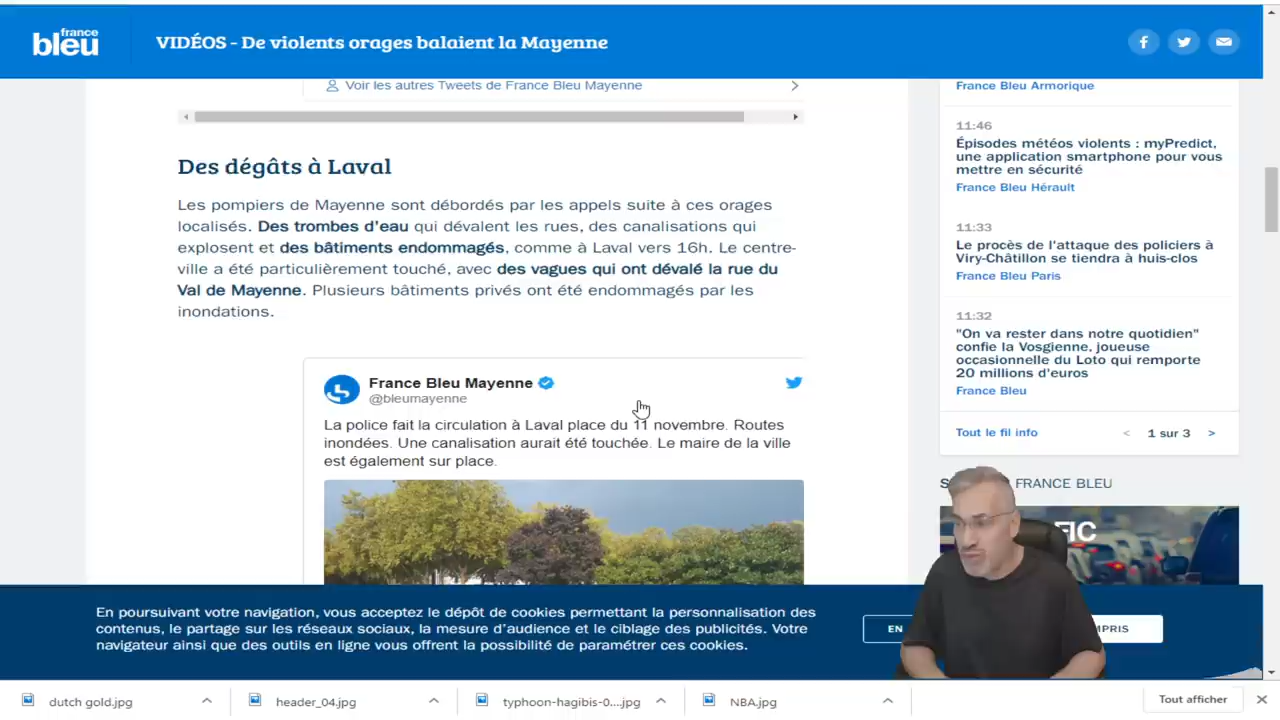 france
bleu
VIDÉOS - De violents orages balaient la Mayenne
Voir les autres Tweets de France Bleu Mayenne
Des dégâts à Laval
Les pompiers de Mayenne sont débordés par les appels suite à ces orages
localisés. Des trombes d'eau qui dévalent les rues, des canalisations qui
explosent et des bâtiments endommagés, comme à Laval vers 16h. Le centre-
ville a été particulièrement touché, avec des vagues qui ont dévalé la rue du
Val de Mayenne. Plusieurs bâtiments privés ont été endommagés par les
inondations.
France Bleu Mayenne
@bleumayenne
La police fait la circulation à Laval place du 11 novembre. Routes
inondées. Une canalisation aurait été touchée. Le maire de la ville
est également sur place.
France Bleu Armorique
11:46
Épisodes météos violents : myPredict,
une application smartphone pour vous
mettre en sécurité
France Bleu Hérault
11:33
Le procès de l'attaque des policiers à
Viry-Châtillon se tiendra à huis-clos
France Bleu Paris
11:32
"On va rester dans notre quotidien"
confie la Vosgienne, joueuse
occasionnelle du Loto qui remporte
20 millions d'euros
France Bleu
Tout le fil info < 1 sur 3 >
FRANCE BLEU
En poursuivant votre navigation, vous acceptez le dépôt de cookies permettant la personnalisation des
contenus, le partage sur les réseaux sociaux, la mesure d'audience et le ciblage des publicités. Votre
navigateur ainsi que des outils en ligne vous offrent la possibilité de paramétrer ces cookies.
EN
dutch gold.jpg
header_04.jpg
typhoon-hagibis-0....jpg
NBA.jpg
Tout afficher